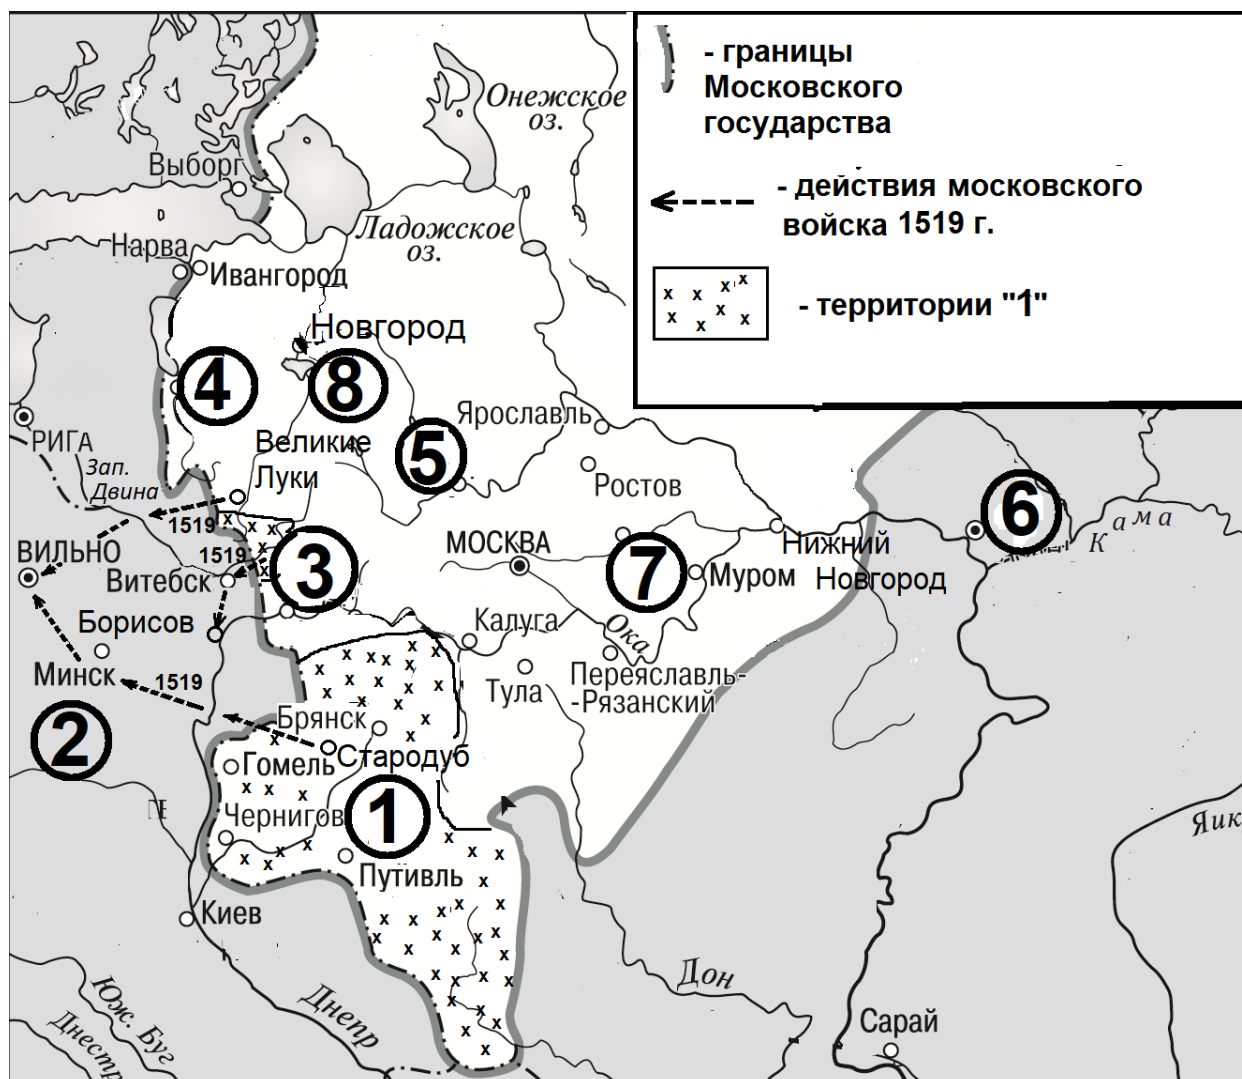 - границы
Московского
государства
- действия московского
войска 1519 г.
- территории "1"
Онежское
оз.
Выборг
Ладожское
оз.
Нарва
Ивангород
Новгород
4
8
5
Ярославль
РИГА
Великие
Луки
Зап.
Двина
Ростов
6
Кама
1519
1519
ВИЛЬНО
Витебск
3
МОСКВА
7
Муром
Нижний
Новгород
Борисов
Калуга
Ока
Минск
1519
Тула
Переяславль-
-Рязанский
2
Брянск
Стародуб
Гомель
Чернигов
1
Путивль
Яик
Киев
Дон
Юж. Буг
Днестр
Днепр
Сарай